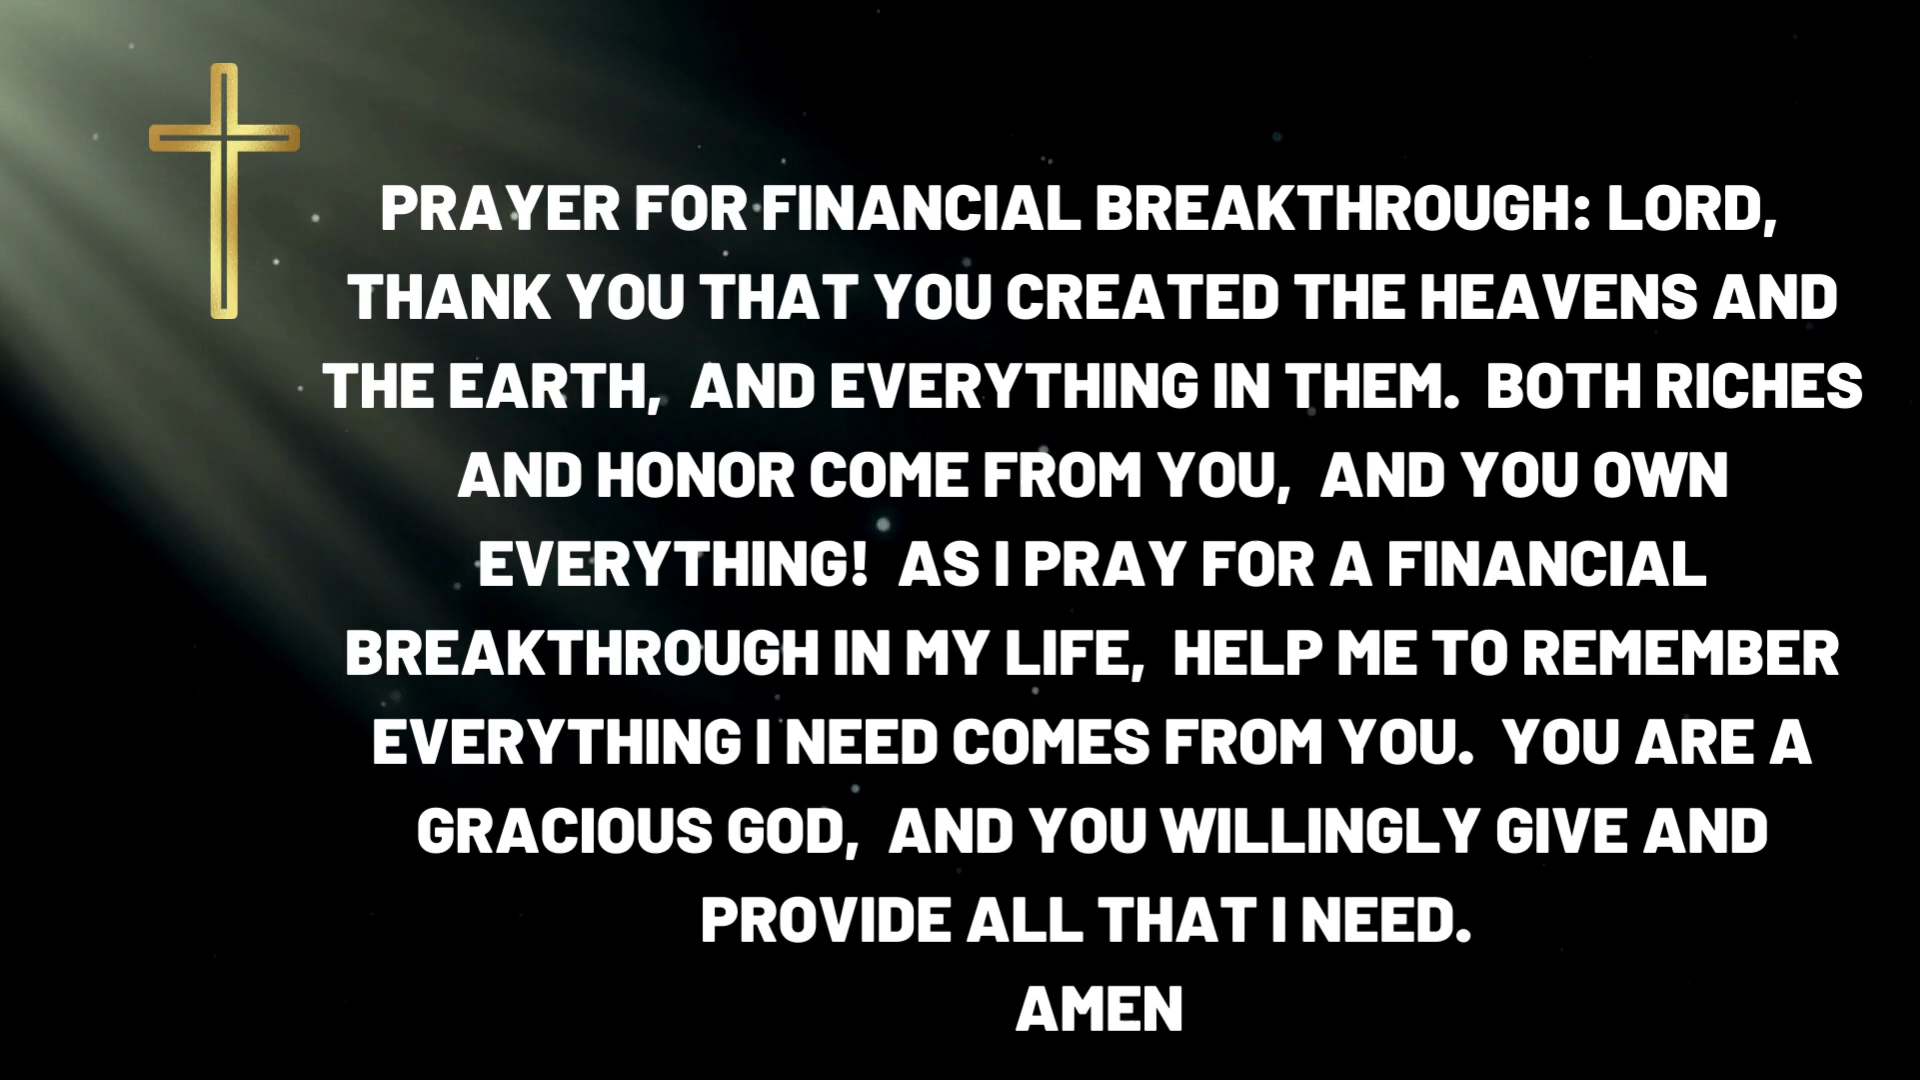 PRAYER FOR FINANCIAL BREAKTHROUGH: LORD,
THANK YOU THAT YOU CREATED THE HEAVENS AND
THE EARTH, AND EVERYTHING IN THEM. BOTH RICHES
AND HONOR COME FROM YOU, AND YOU OWN
EVERYTHING! AS I PRAY FOR A FINANCIAL
BREAKTHROUGH IN MY LIFE, HELP ME TO REMEMBER
EVERYTHING I NEED COMES FROM YOU. YOU ARE A
GRACIOUS GOD, AND YOU WILLINGLY GIVE AND
PROVIDE ALL THAT I NEED.
AMEN